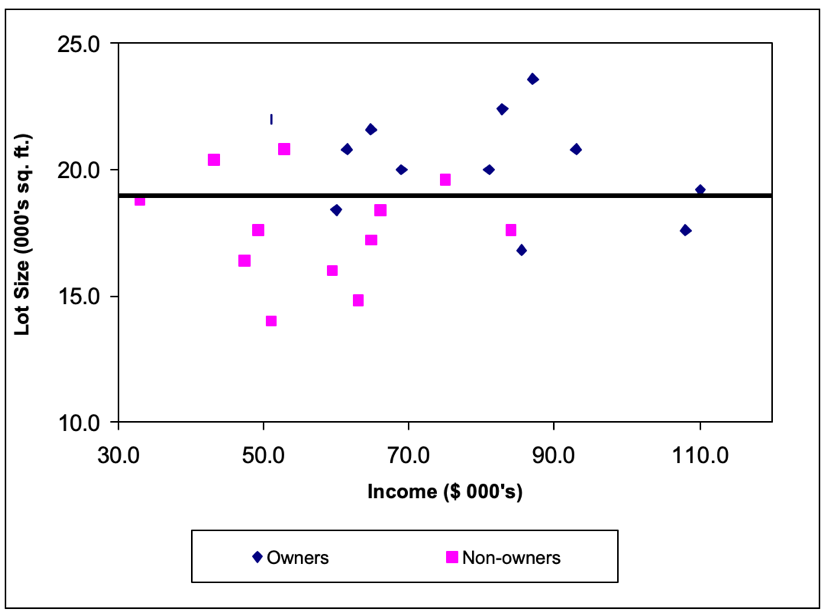 25.0
20.0
15.0
10.0
Lot Size (000's sq. ft.)
30.0 50.0 70.0 90.0 110.0
Income ($ 000's)
Owners Non-owners